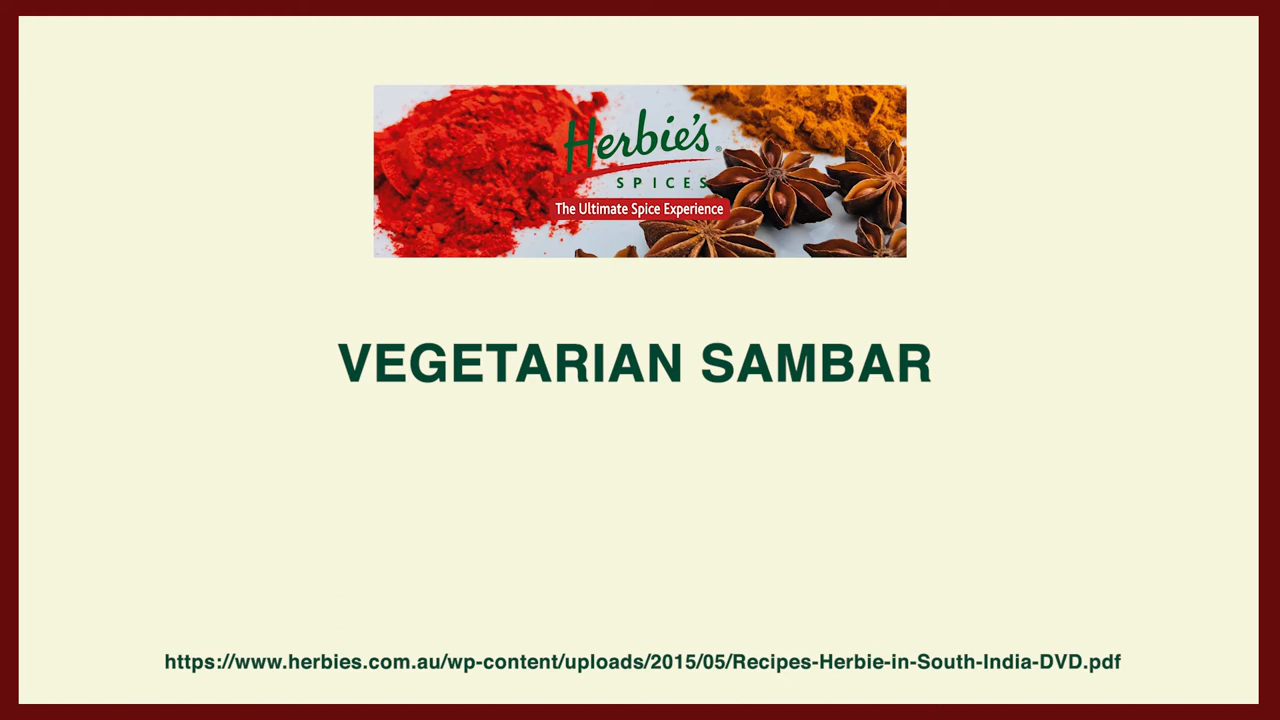 Herbie's®
SPICES
The Ultimate Spice Experience
VEGETARIAN SAMBAR
https://www.herbies.com.au/wp-content/uploads/2015/05/Recipes-Herbie-in-South-India-DVD.pdf